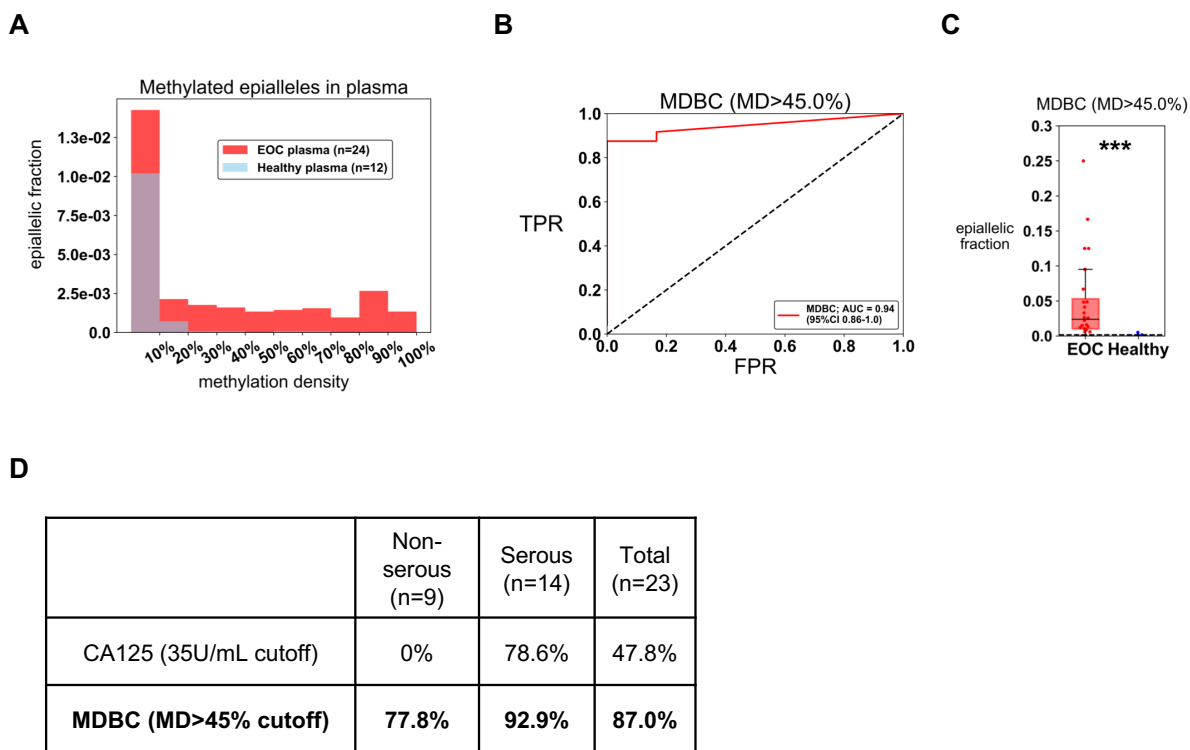 A
Methylated epialleles in plasma
epiallelic fraction
1.3e-02
1.0e-02
7.5e-03
5.0e-03
2.5e-03
0.0
EOC plasma (n=24)
Healthy plasma (n=12)
10% 20% 30% 40% 50% 60% 70% 80% 90% 100%
methylation density
B
MDBC (MD>45.0%)
TPR
1.0
0.8
0.6
0.4
0.2
0.0
MDBC; AUC = 0.94
(95%CI 0.86-1.0)
0.0 0.2 0.4 0.6 0.8 1.0
FPR
C
MDBC (MD>45.0%)
epiallelic
fraction
0.3
0.25
0.2
0.15
0.1
0.05
0
***
EOC Healthy
D
Non-
serous
(n=9)
Serous
(n=14)
Total
(n=23)
CA125 (35U/mL cutoff) 0% 78.6% 47.8%
MDBC (MD>45% cutoff) 77.8% 92.9% 87.0%